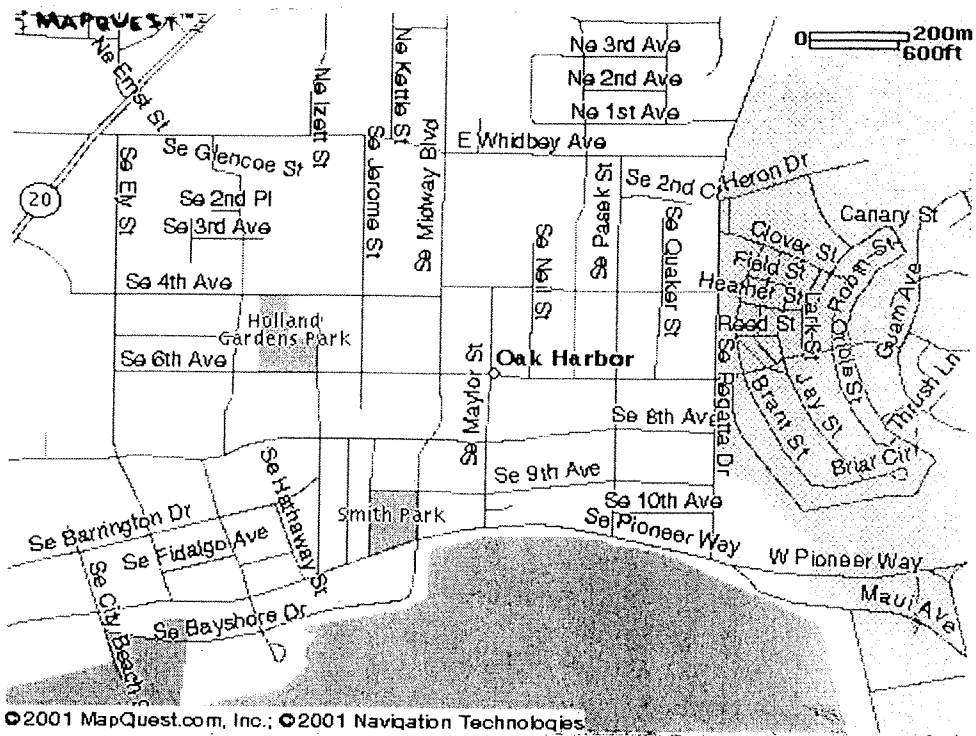 MAPQUEST
0 200m
600ft
Ne Ernst St
Ne Izett St
Ne Kettle St
Ne 3rd Ave
Ne 2nd Ave
Ne 1st Ave
E Whidbey Ave
Se Glencoe St
Se Ely St
Se Jerome St
Se Midway Blvd
20
Se 2nd Pl
Se 3rd Ave
Se Pasek St
Se 2nd Ct
Heron Dr
Canary St
Clover St
Robin St
Field St
Heather St
Se Neil St
Se Quaker St
Lark St
Guam Ave
Se 4th Ave
Holland
Gardens Park
Reed St
Oriole St
Se 6th Ave
Oak Harbor
Se Maylor St
Se Regatta Dr
Brant St
Jay St
Thrush Ln
Se 8th Ave
Briar Cir
Se 9th Ave
Se Hathaway St
Smith Park
Se 10th Ave
Se Barrington Dr
Se Pioneer Way
Se Fidalgo Ave
W Pioneer Way
Maui Ave
Se City Beach
Se Bayshore Dr
©2001 MapQuest.com, Inc.; ©2001 Navigation Technologies